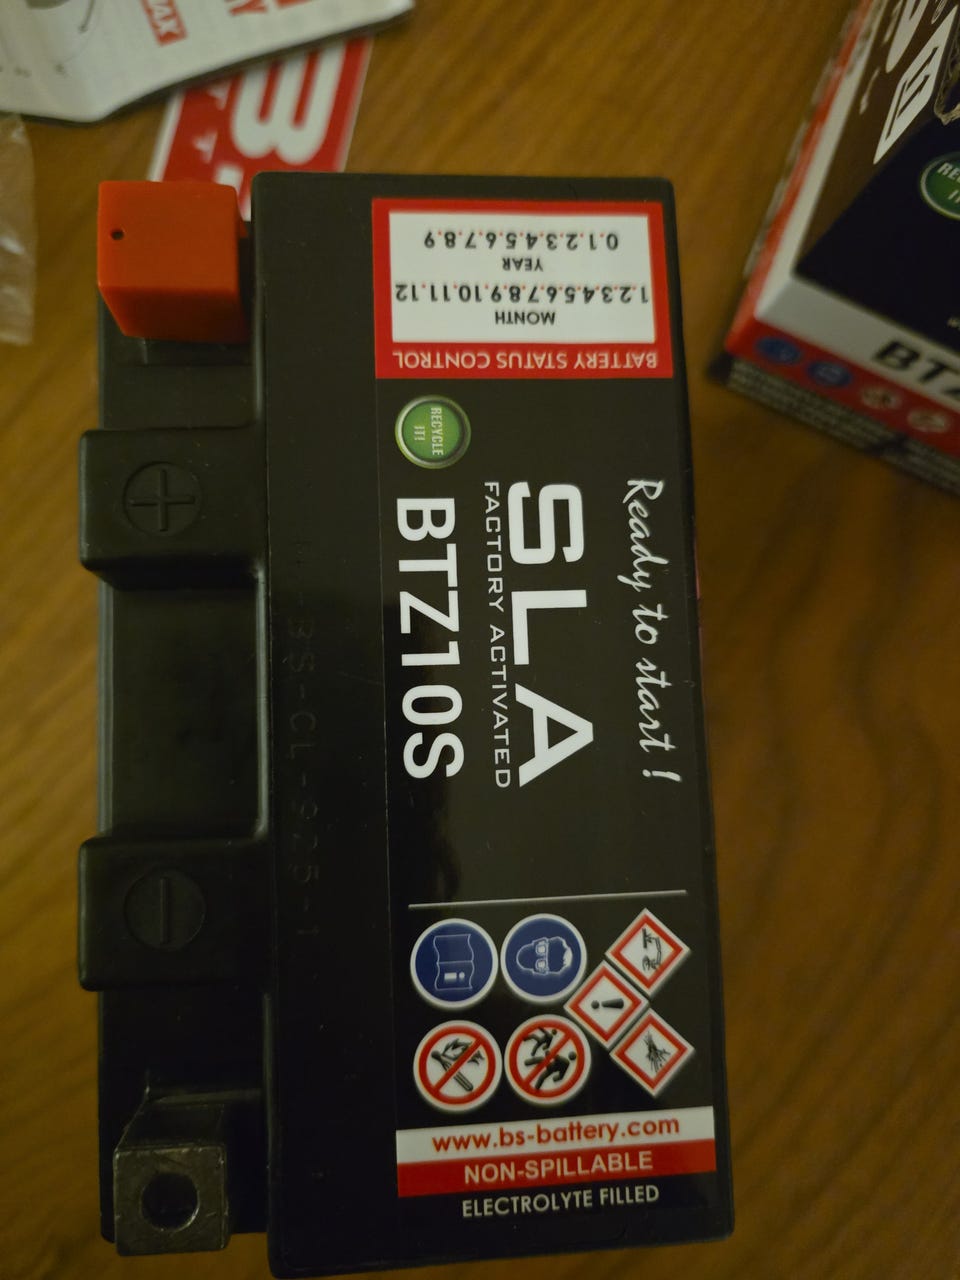 BATTERY STATUS CONTROL
MONTH
1.2.3.4.5.6.7.8.9.10.11.12
YEAR
0.1.2.3.4.5.6.7.8.9
Ready to start !
SLA
FACTORY ACTIVATED
BTZ10S
RECYCLE
IT!
www.bs-battery.com
NON-SPILLABLE
ELECTROLYTE FILLED